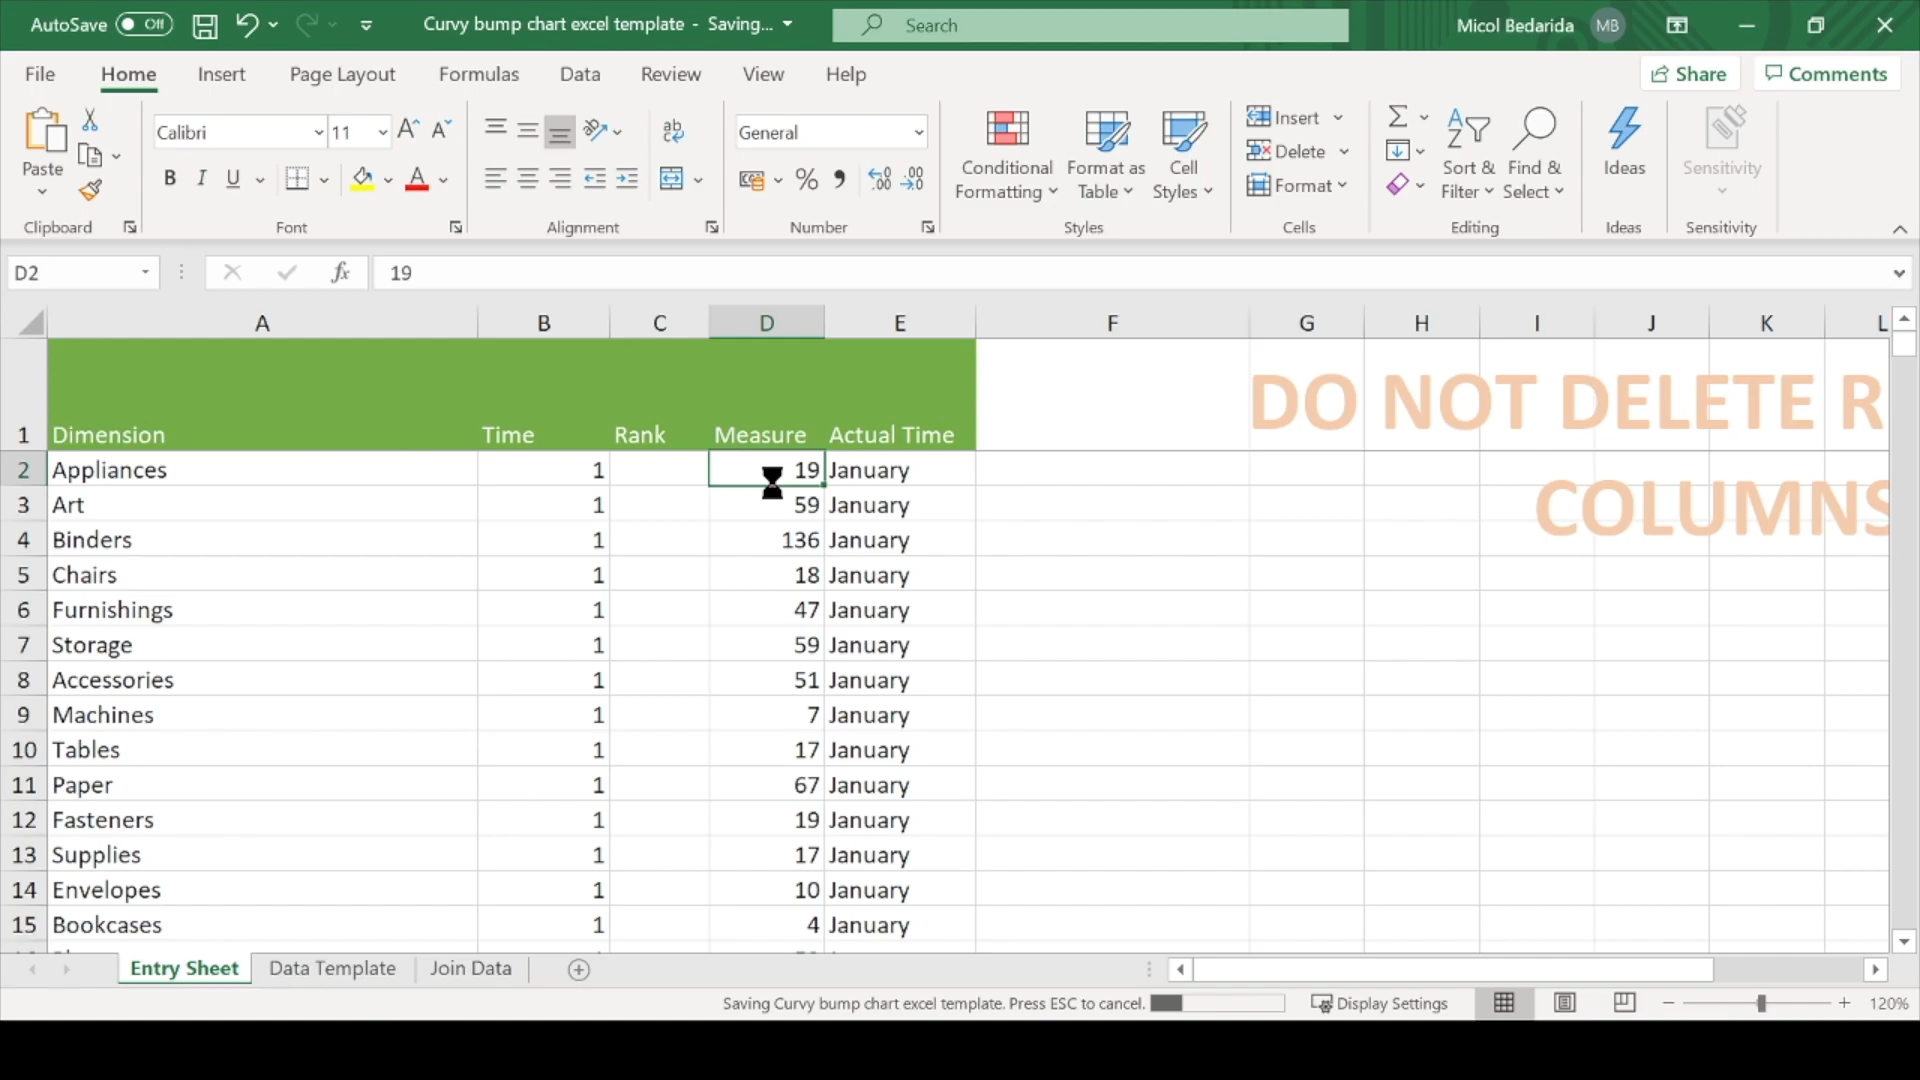 AutoSave Off Curvy bump chart excel template - Saving... Search Micol Bedarida MB
File Home Insert Page Layout Formulas Data Review View Help Share Comments
Paste Calibri 11 General Conditional Formatting Format as Table Cell Styles Insert Delete Format Sort & Filter Find & Select Ideas Sensitivity
Clipboard Font Alignment Number Styles Cells Editing Ideas Sensitivity
D2 fx 19
A B C D E F G H I J K L
DO NOT DELETE R
1 Dimension Time Rank Measure Actual Time
2 Appliances 1 19 January
COLUMNS
3 Art 1 59 January
4 Binders 1 136 January
5 Chairs 1 18 January
6 Furnishings 1 47 January
7 Storage 1 59 January
8 Accessories 1 51 January
9 Machines 1 7 January
10 Tables 1 17 January
11 Paper 1 67 January
12 Fasteners 1 19 January
13 Supplies 1 17 January
14 Envelopes 1 10 January
15 Bookcases 1 4 January
Entry Sheet Data Template Join Data
Saving Curvy bump chart excel template. Press ESC to cancel. Display Settings 120%